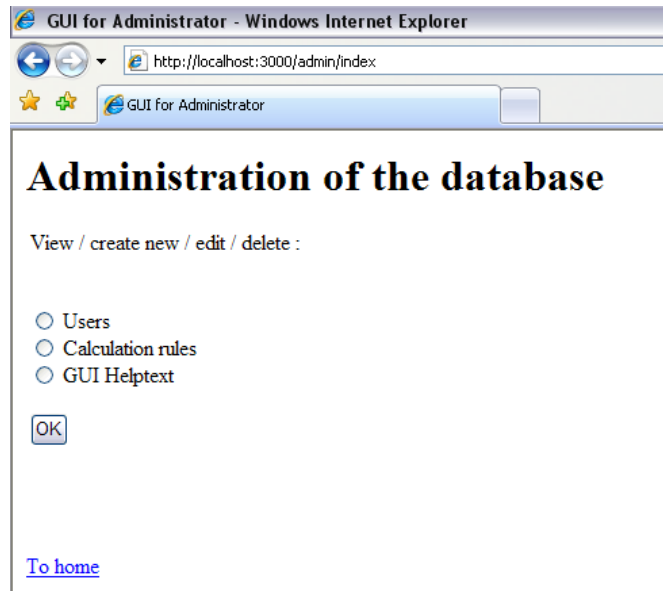 GUI for Administrator - Windows Internet Explorer
http://localhost:3000/admin/index
GUI for Administrator
Administration of the database
View / create new / edit / delete :
Users
Calculation rules
GUI Helptext
OK
To home